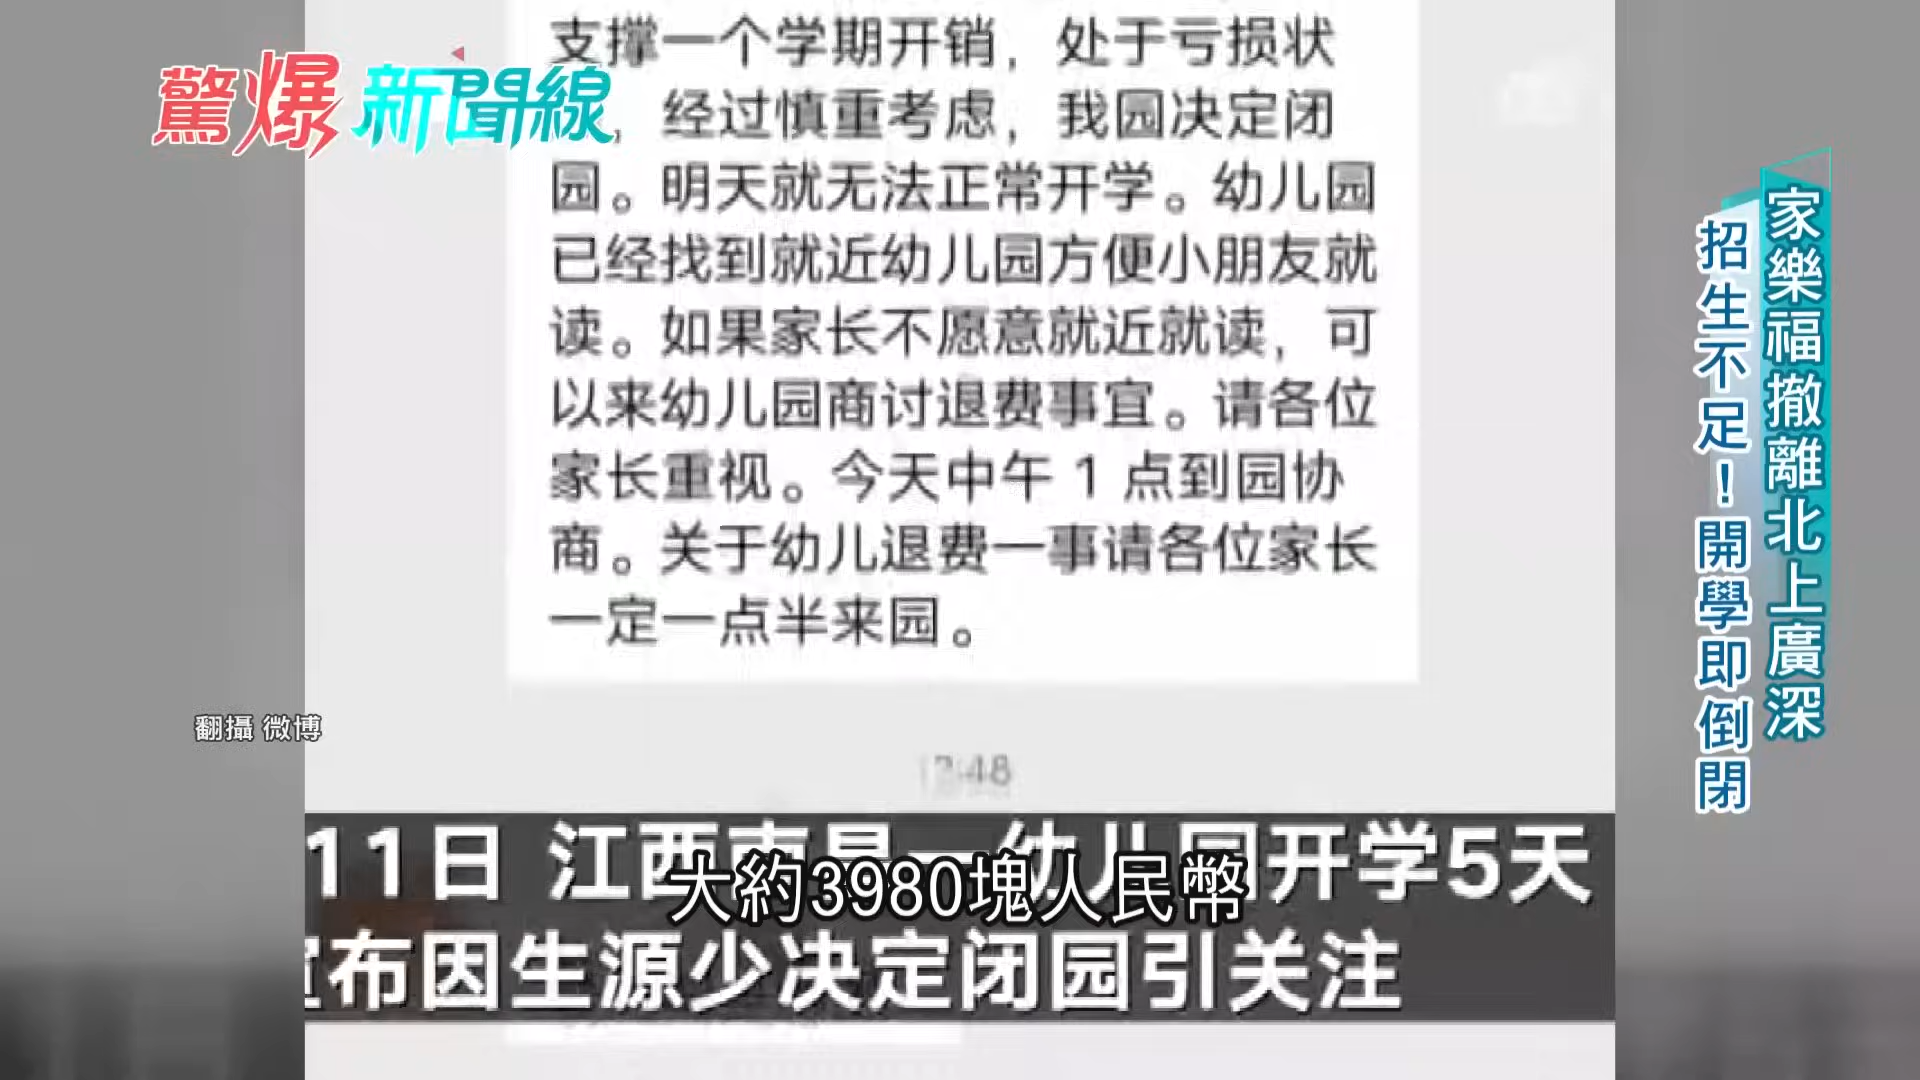 驚爆新聞線
支撑一个学期开销，处于亏损状
，经过慎重考虑，我园决定闭
园。明天就无法正常开学。幼儿园
已经找到就近幼儿园方便小朋友就
读。如果家长不愿意就近就读，可
以来幼儿园商讨退费事宜。请各位
家长重视。今天中午 1 点到园协
商。关于幼儿退费一事请各位家长
一定一点半来园。
家樂福撤離北上廣深
招生不足！開學即倒閉
翻攝 微博
11日 江西南昌一幼儿园开学5天
大約3980塊人民幣
布因生源少决定闭园引关注